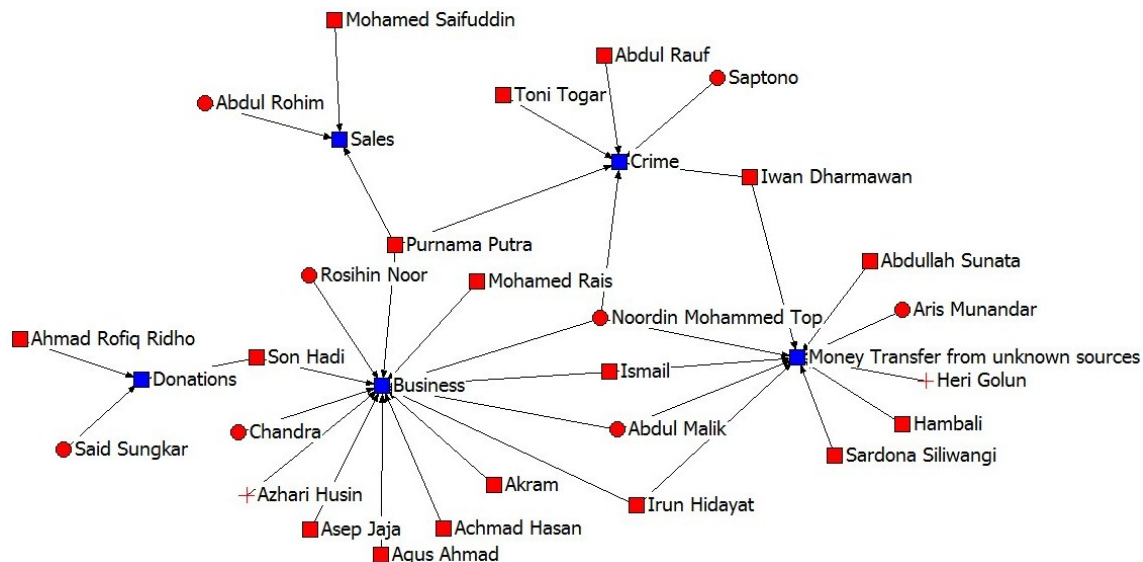 Mohamed Saifuddin
Abdul Rauf
Saptono
Toni Togar
Abdul Rohim
Sales
Crime
Iwan Dharmawan
Purnama Putra
Abdullah Sunata
Rosihin Noor
Mohamed Rais
Aris Munandar
Noordin Mohammed Top
Ahmad Rofiq Ridho
Son Hadi
Money Transfer from unknown sources
Donations
Business
Ismail
Heri Golun
Chandra
Abdul Malik
Hambali
Said Sungkar
Sardona Siliwangi
Akram
Azhari Husin
Irun Hidayat
Asep Jaja
Achmad Hasan
Agus Ahmad